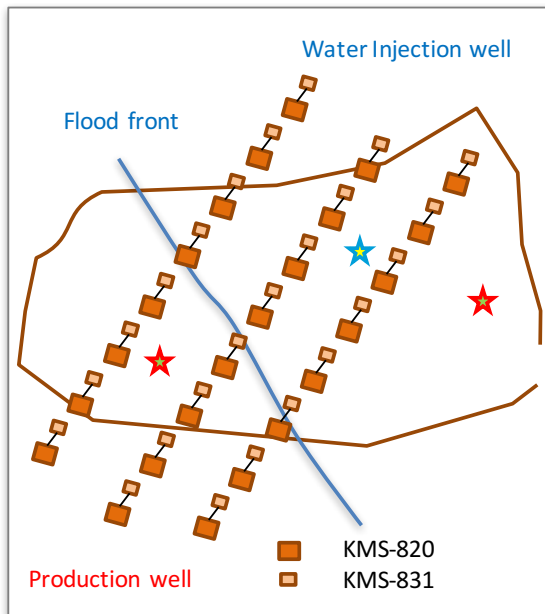 Water Injection well
Flood front
KMS-820
KMS-831
Production well